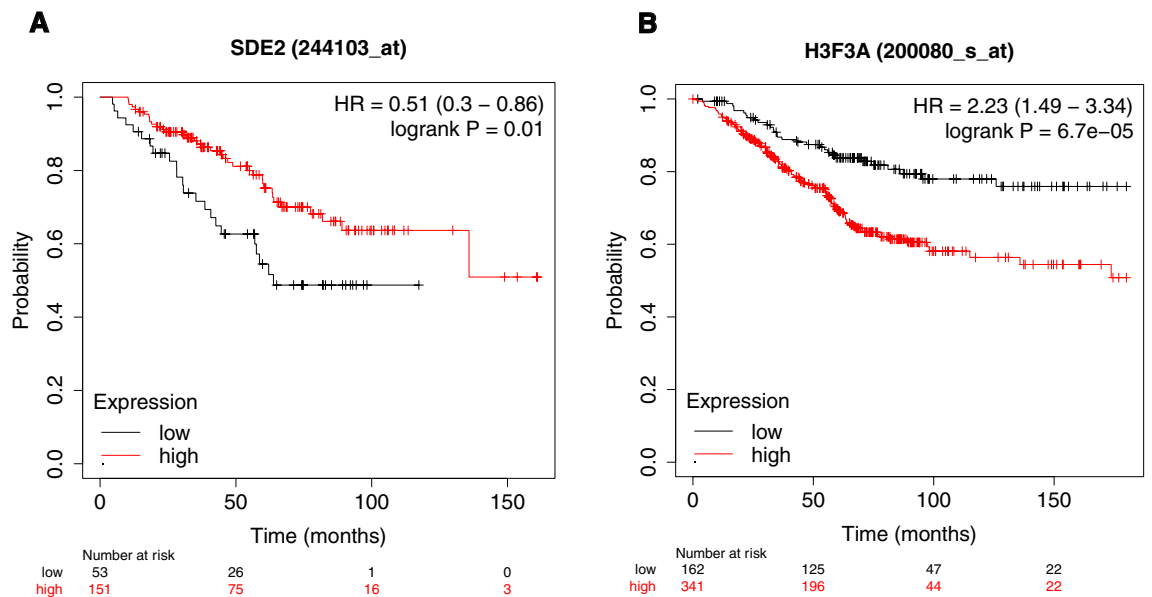 A
SDE2 (244103_at)
HR = 0.51 (0.3 − 0.86)
logrank P = 0.01
Probability
1.0
0.8
0.6
0.4
0.2
0.0
Expression
low
high
0 50 100 150
Time (months)
Number at risk
low 53 26 1 0
high 151 75 16 3
B
H3F3A (200080_s_at)
HR = 2.23 (1.49 − 3.34)
logrank P = 6.7e−05
Probability
1.0
0.8
0.6
0.4
0.2
0.0
Expression
low
high
0 50 100 150
Time (months)
Number at risk
low 162 125 47 22
high 341 196 44 22